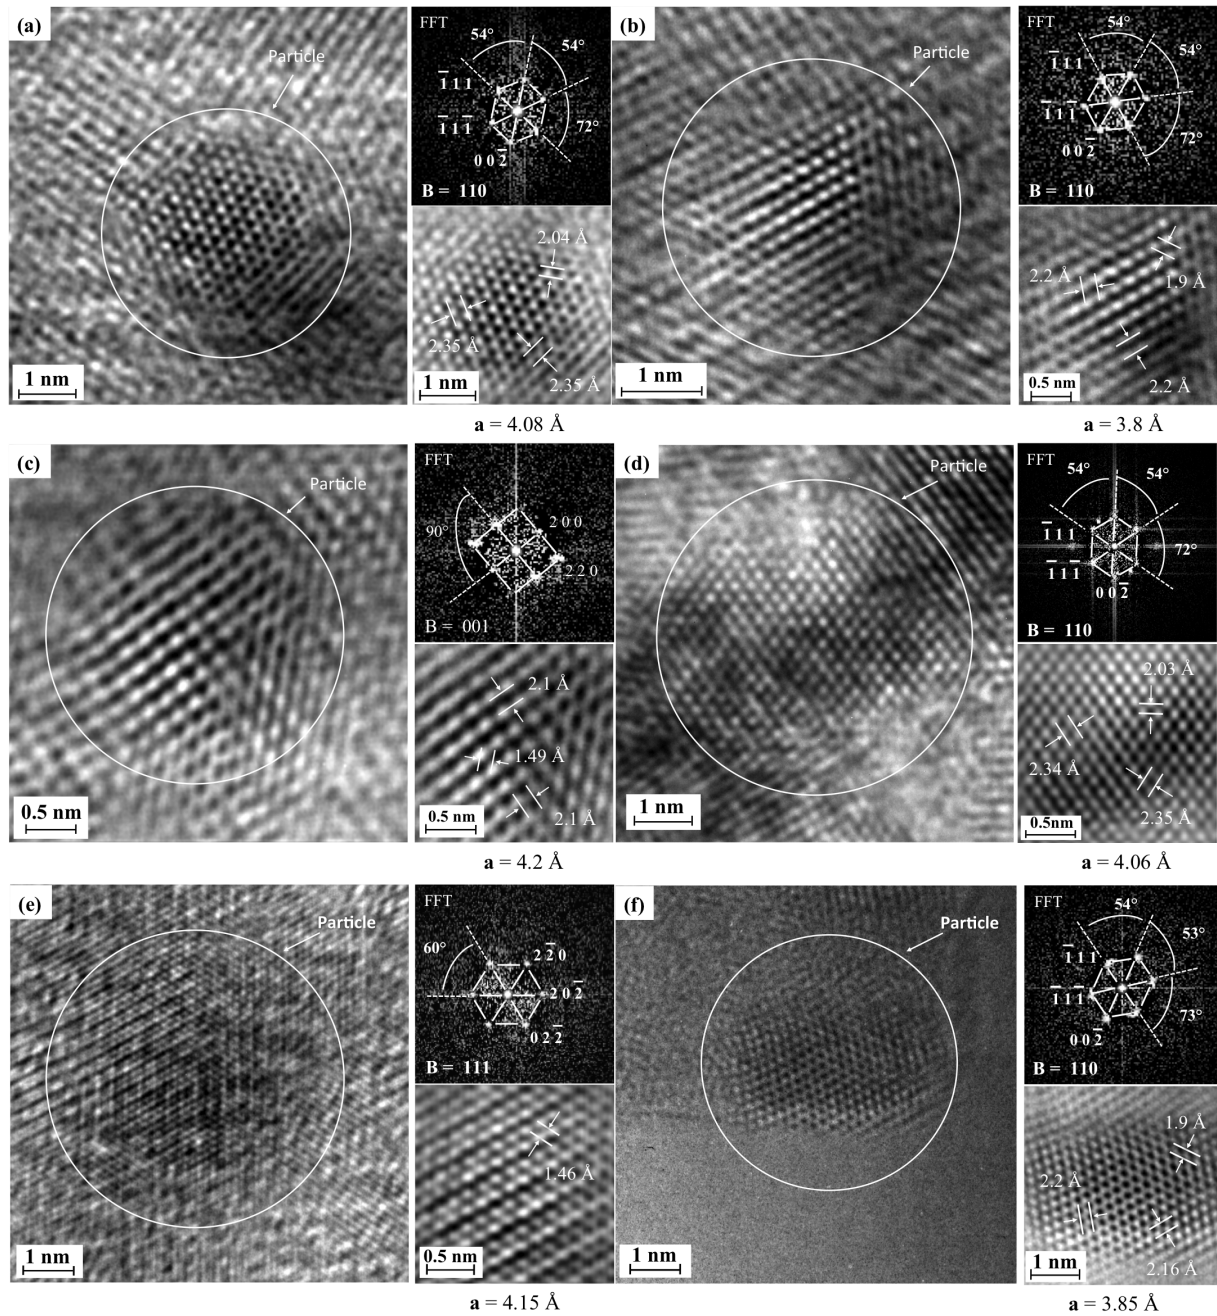 (a)
Particle
1 nm
FFT
54°
54°
72°
1̅ 1 1
1̅ 1 1̅
0 0 2̅
B = 110
2.04 Å
2.35 Å
2.35 Å
1 nm
a = 4.08 Å
(b)
Particle
1 nm
FFT
54°
54°
72°
1̅ 1 1
1̅ 1 1̅
0 0 2̅
B = 110
2.2 Å
1.9 Å
2.2 Å
0.5 nm
a = 3.8 Å
(c)
Particle
0.5 nm
FFT
90°
2 0 0
2 2 0
B = 001
2.1 Å
1.49 Å
2.1 Å
0.5 nm
a = 4.2 Å
(d)
Particle
1 nm
FFT
54°
54°
72°
1̅ 1 1
1̅ 1 1̅
0 0 2̅
B = 110
2.03 Å
2.34 Å
2.35 Å
0.5nm
a = 4.06 Å
(e)
Particle
1 nm
FFT
60°
2 2̅ 0
2 0 2̅
0 2 2̅
B = 111
1.46 Å
0.5 nm
a = 4.15 Å
(f)
Particle
1 nm
FFT
54°
53°
73°
1̅ 1 1
1̅ 1 1̅
0 0 2̅
B = 110
1.9 Å
2.2 Å
2.16 Å
1 nm
a = 3.85 Å